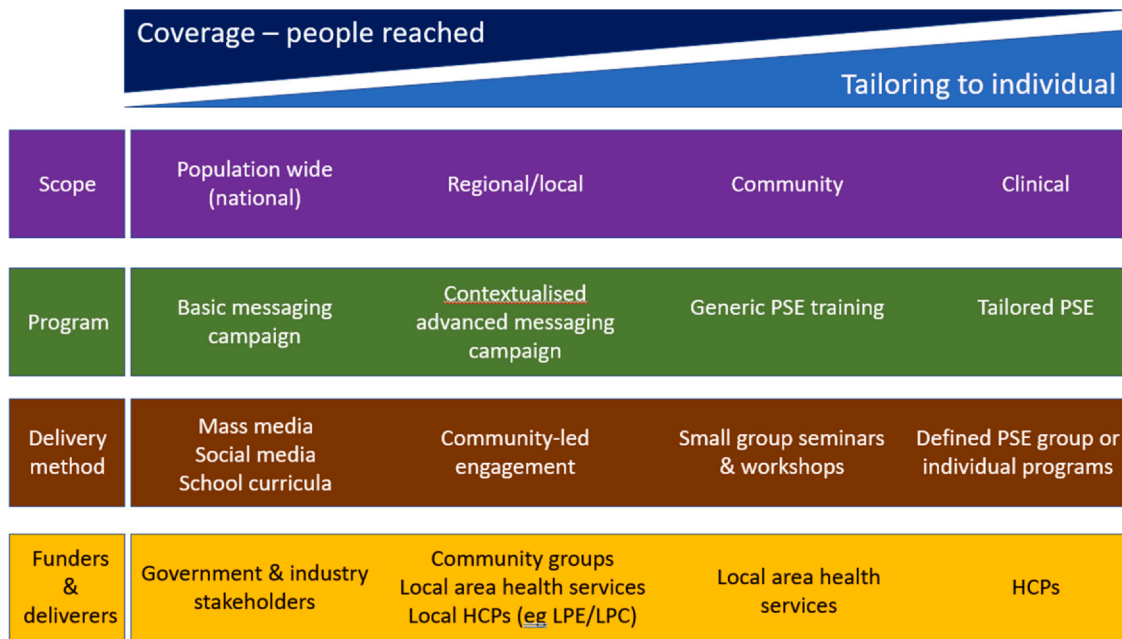 Coverage – people reached
Tailoring to individual
Scope
Population wide
(national)
Regional/local
Community
Clinical
Program
Basic messaging
campaign
Contextualised
advanced messaging
campaign
Generic PSE training
Tailored PSE
Delivery
method
Mass media
Social media
School curricula
Community-led
engagement
Small group seminars
& workshops
Defined PSE group or
individual programs
Funders
&
deliverers
Government & industry
stakeholders
Community groups
Local area health services
Local HCPs (eg LPE/LPC)
Local area health
services
HCPs